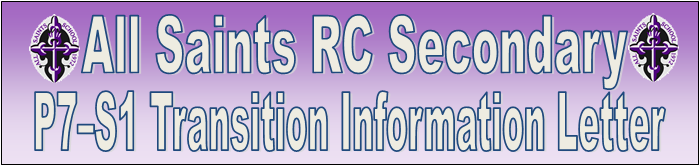 All Saints RC Secondary
P7-S1 Transition Information Letter